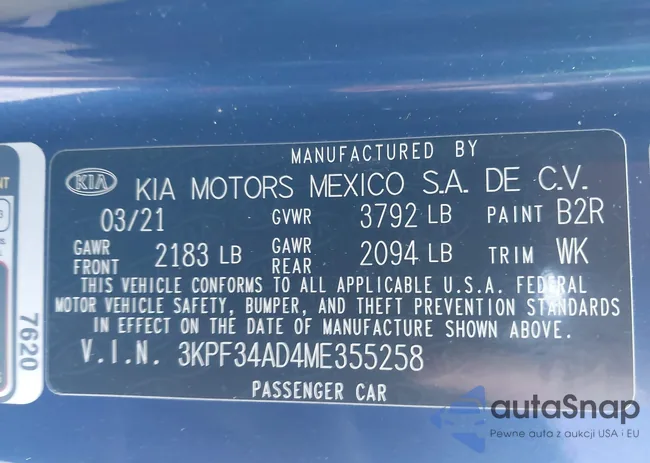 MANUFACTURED BY
KIA KIA MOTORS MEXICO S.A. DE C.V.
03/21 GVWR 3792 LB PAINT B2R
GAWR FRONT 2183 LB GAWR REAR 2094 LB TRIM WK
THIS VEHICLE CONFORMS TO ALL APPLICABLE U.S.A. FEDERAL
MOTOR VEHICLE SAFETY, BUMPER, AND THEFT PREVENTION STANDARDS
IN EFFECT ON THE DATE OF MANUFACTURE SHOWN ABOVE.
V.I.N. 3KPF34AD4ME355258
PASSENGER CAR
7620
autaSnap
Pewne auta z aukcji USA i EU